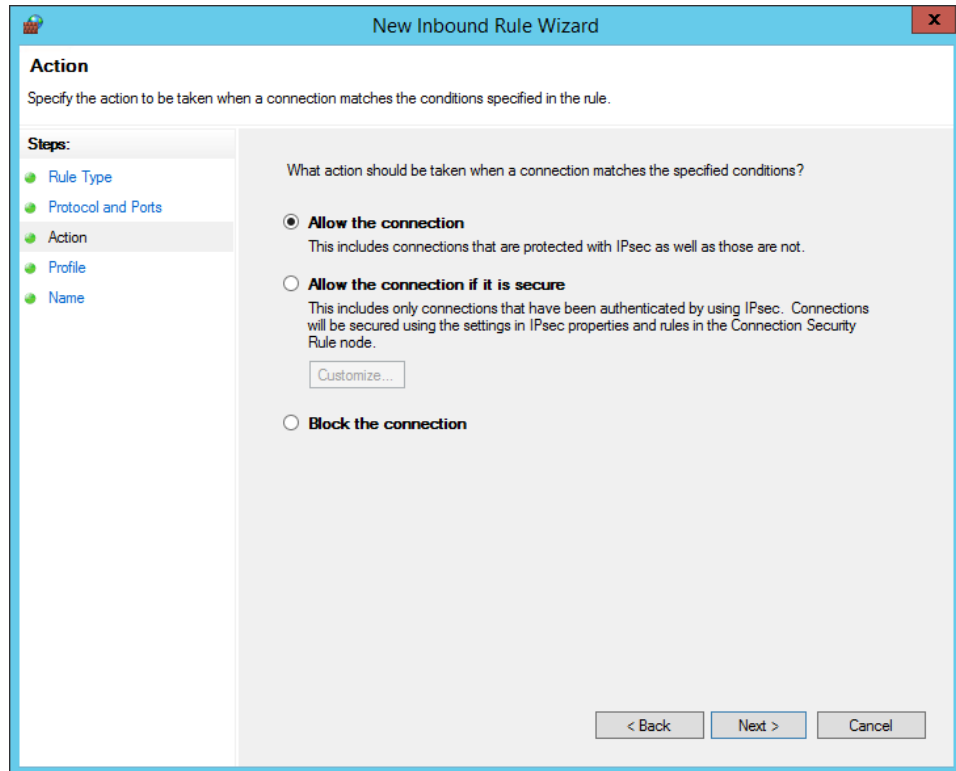 New Inbound Rule Wizard
x
Action
Specify the action to be taken when a connection matches the conditions specified in the rule.
Steps:
Rule Type
Protocol and Ports
Action
Profile
Name
What action should be taken when a connection matches the specified conditions?
Allow the connection
This includes connections that are protected with IPsec as well as those are not.
Allow the connection if it is secure
This includes only connections that have been authenticated by using IPsec. Connections
will be secured using the settings in IPsec properties and rules in the Connection Security
Rule node.
Customize...
Block the connection
< Back
Next >
Cancel